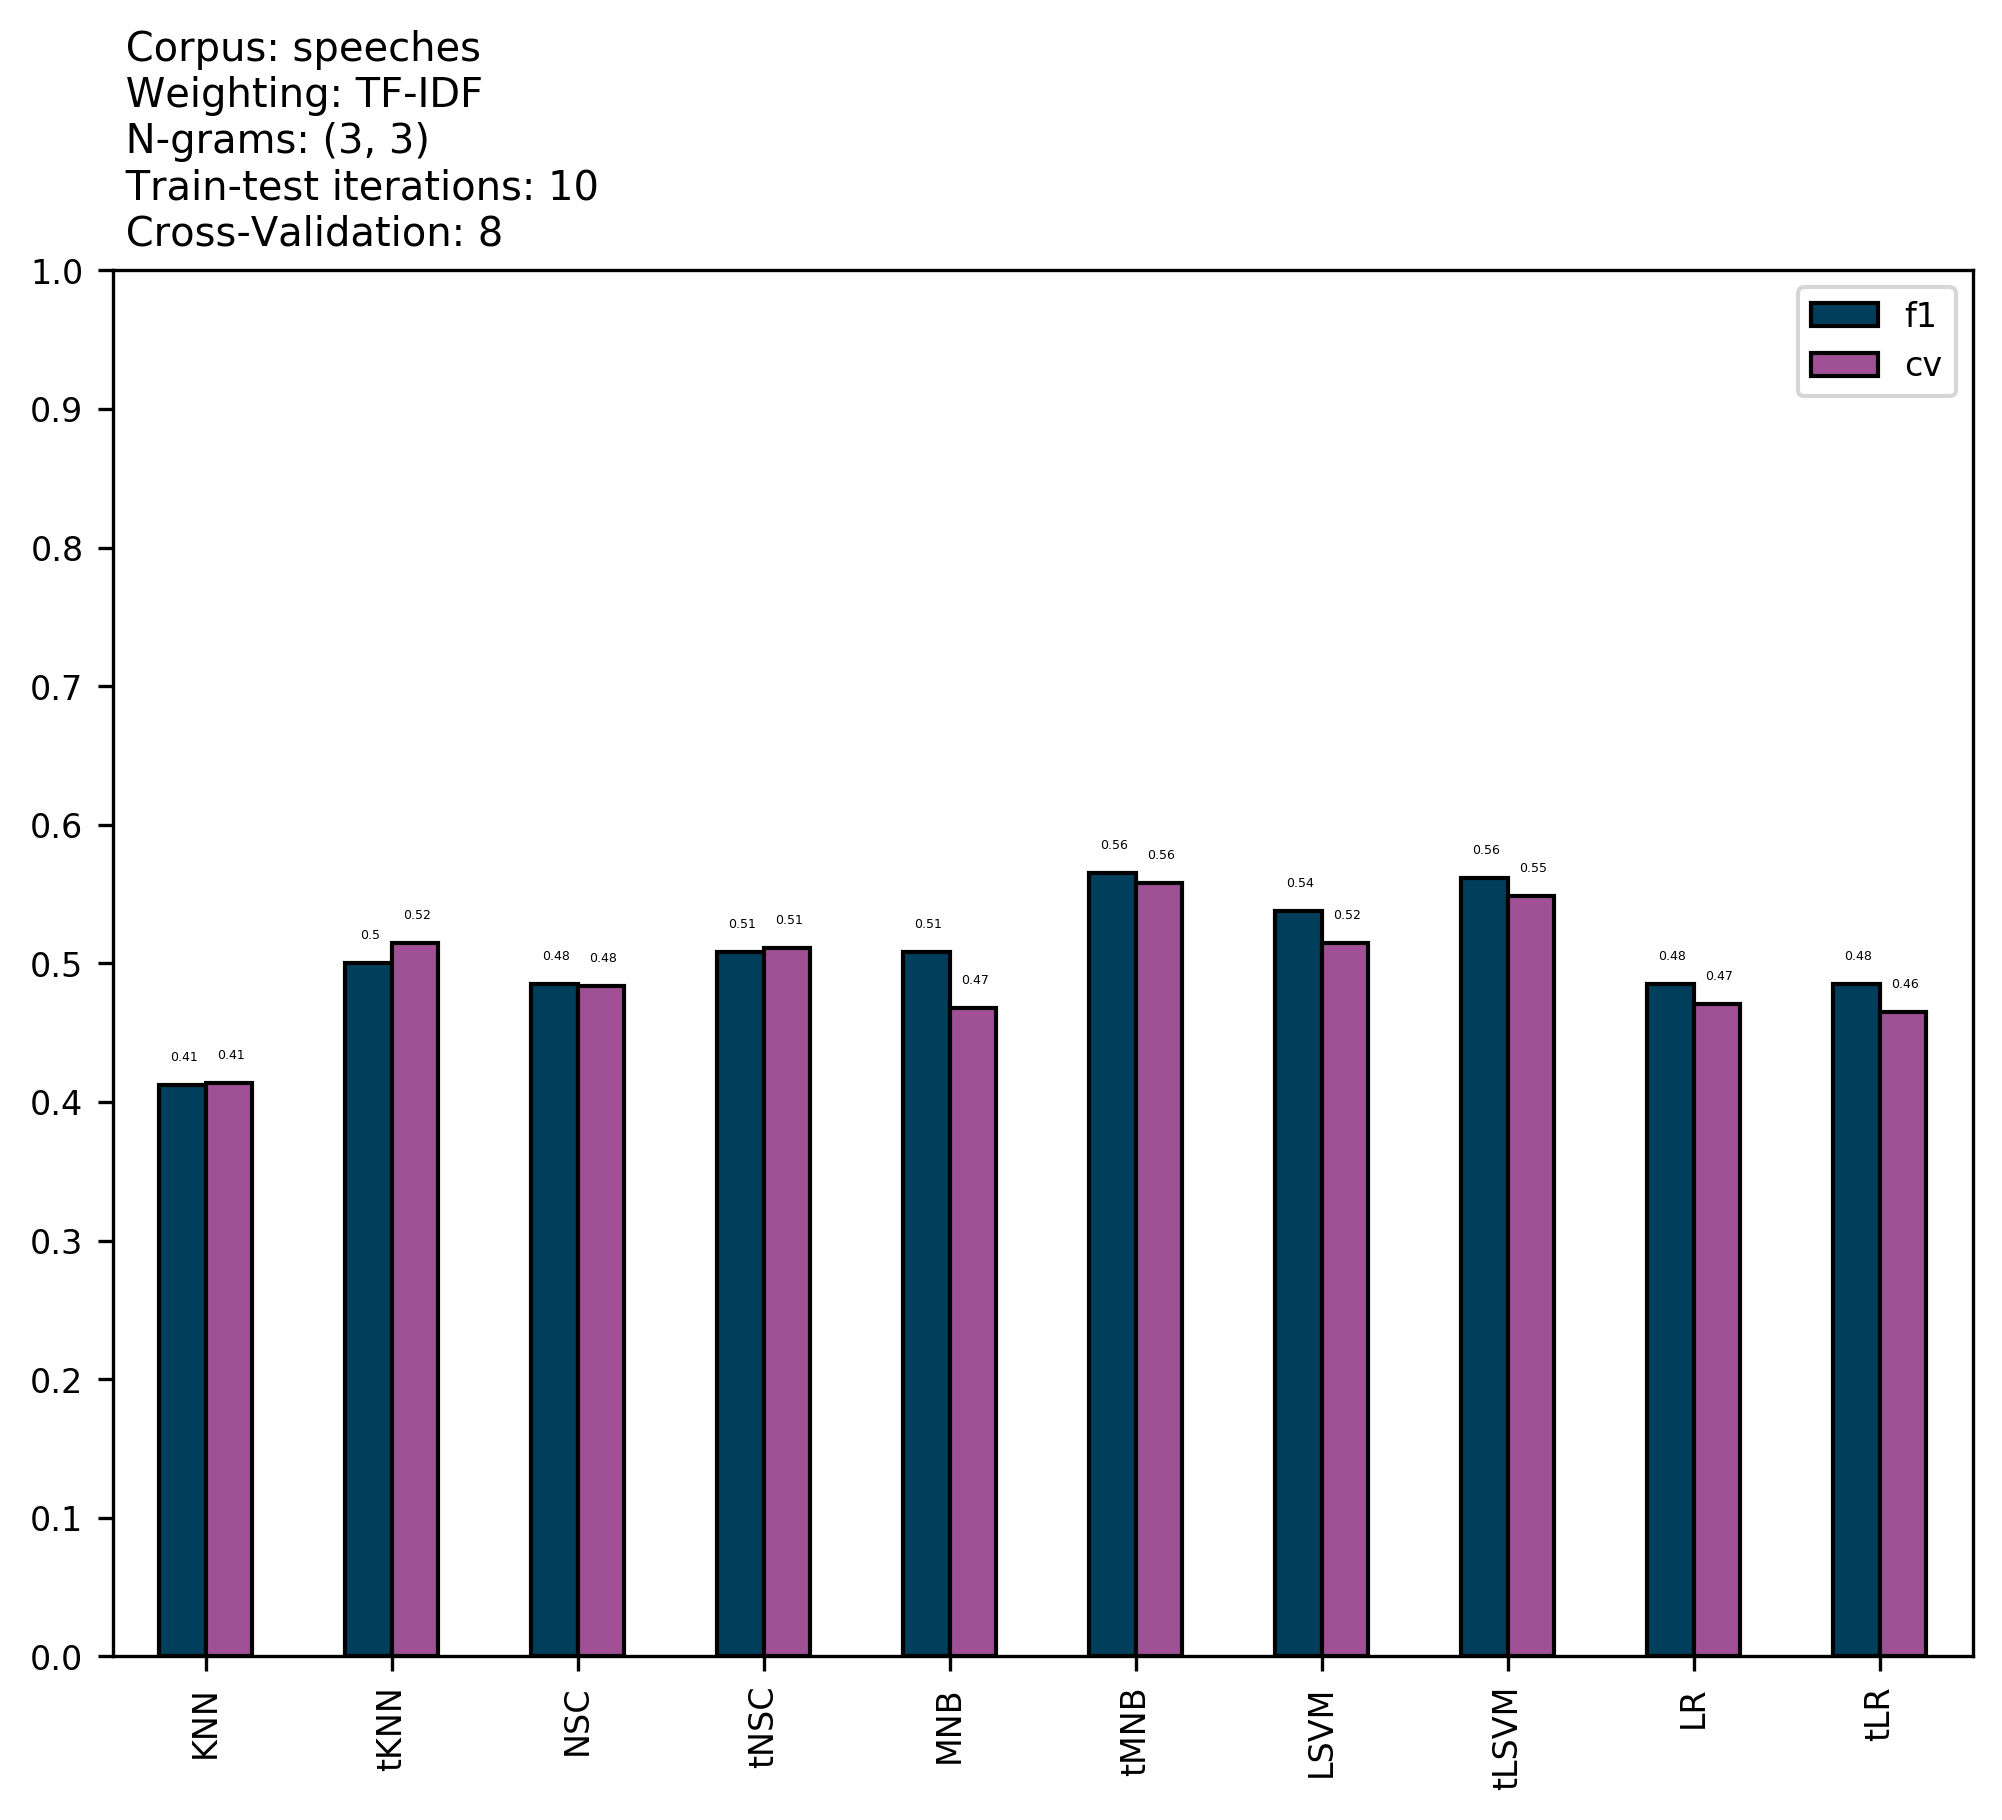 Corpus: speeches
Weighting: TF-IDF
N-grams: (3, 3)
Train-test iterations: 10
Cross-Validation: 8
1.0
0.9
0.8
0.7
0.6
0.5
0.4
0.3
0.2
0.1
0.0
f1
cv
0.41 0.41
0.5 0.52
0.48 0.48
0.51 0.51
0.51 0.47
0.56 0.56
0.54 0.52
0.56 0.55
0.48 0.47
0.48 0.46
KNN
tKNN
NSC
tNSC
MNB
tMNB
LSVM
tLSVM
LR
tLR